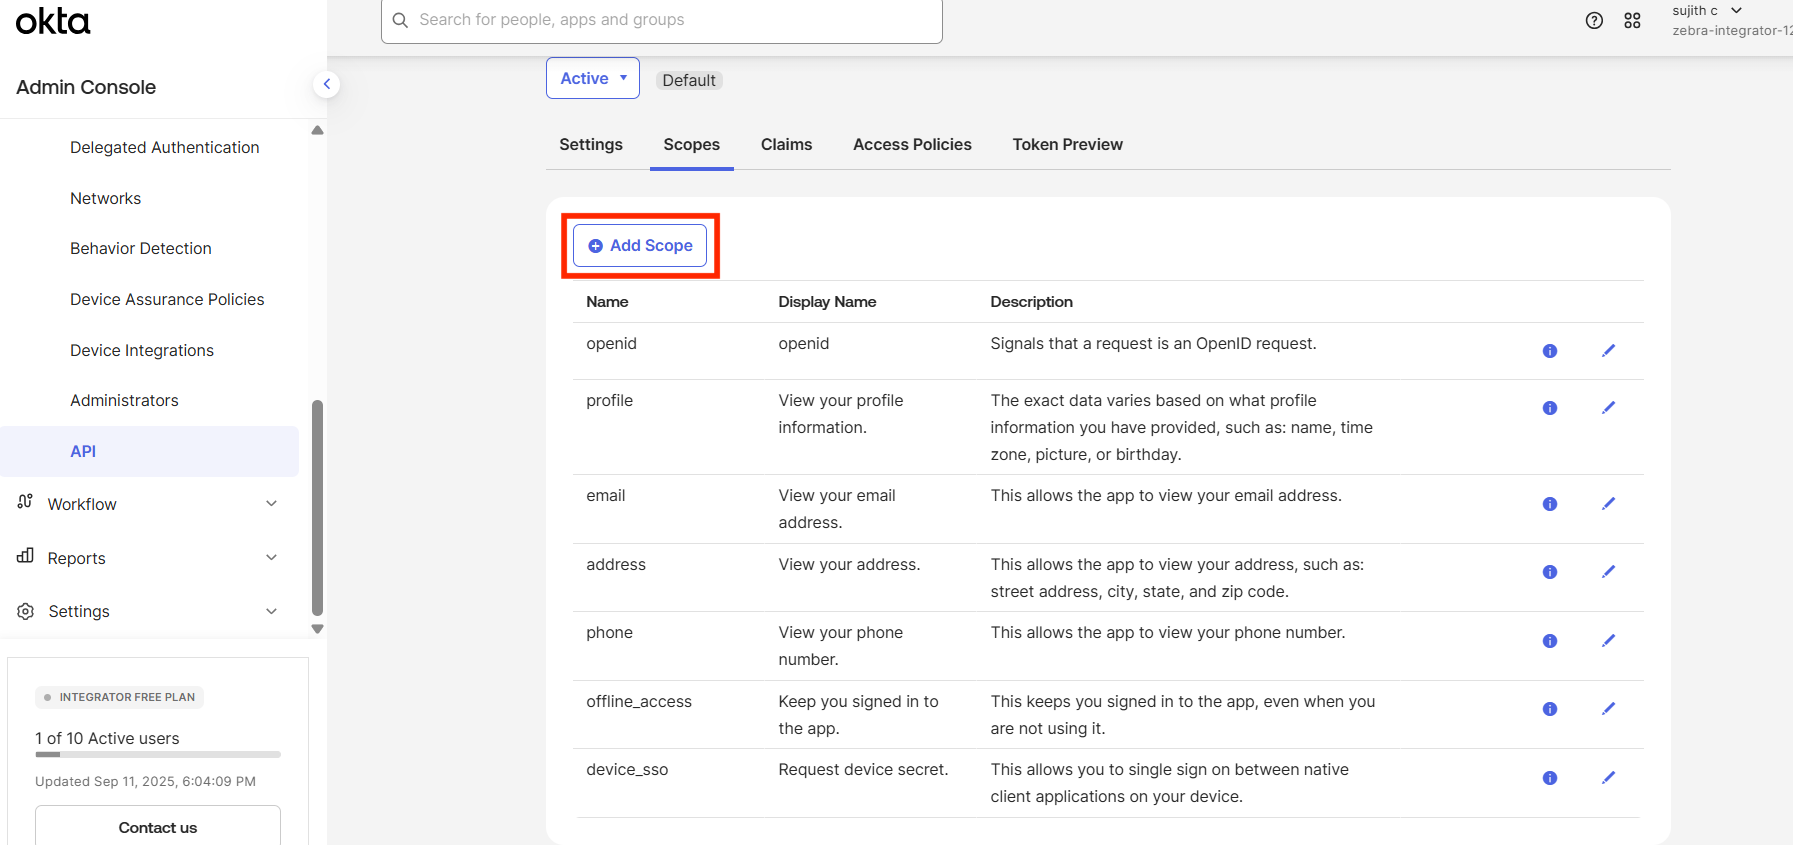 okta
Search for people, apps and groups
sujith c
zebra-integrator-12
Admin Console
Delegated Authentication
Networks
Behavior Detection
Device Assurance Policies
Device Integrations
Administrators
API
Workflow
Reports
Settings
INTEGRATOR FREE PLAN
1 of 10 Active users
Updated Sep 11, 2025, 6:04:09 PM
Contact us
Active
Default
Settings Scopes Claims Access Policies Token Preview
Add Scope
Name Display Name Description
openid openid Signals that a request is an OpenID request.
profile View your profile The exact data varies based on what profile
information. information you have provided, such as: name, time
zone, picture, or birthday.
email View your email This allows the app to view your email address.
address.
address View your address. This allows the app to view your address, such as:
street address, city, state, and zip code.
phone View your phone This allows the app to view your phone number.
number.
offline_access Keep you signed in to This keeps you signed in to the app, even when you
the app. are not using it.
device_sso Request device secret. This allows you to single sign on between native
client applications on your device.